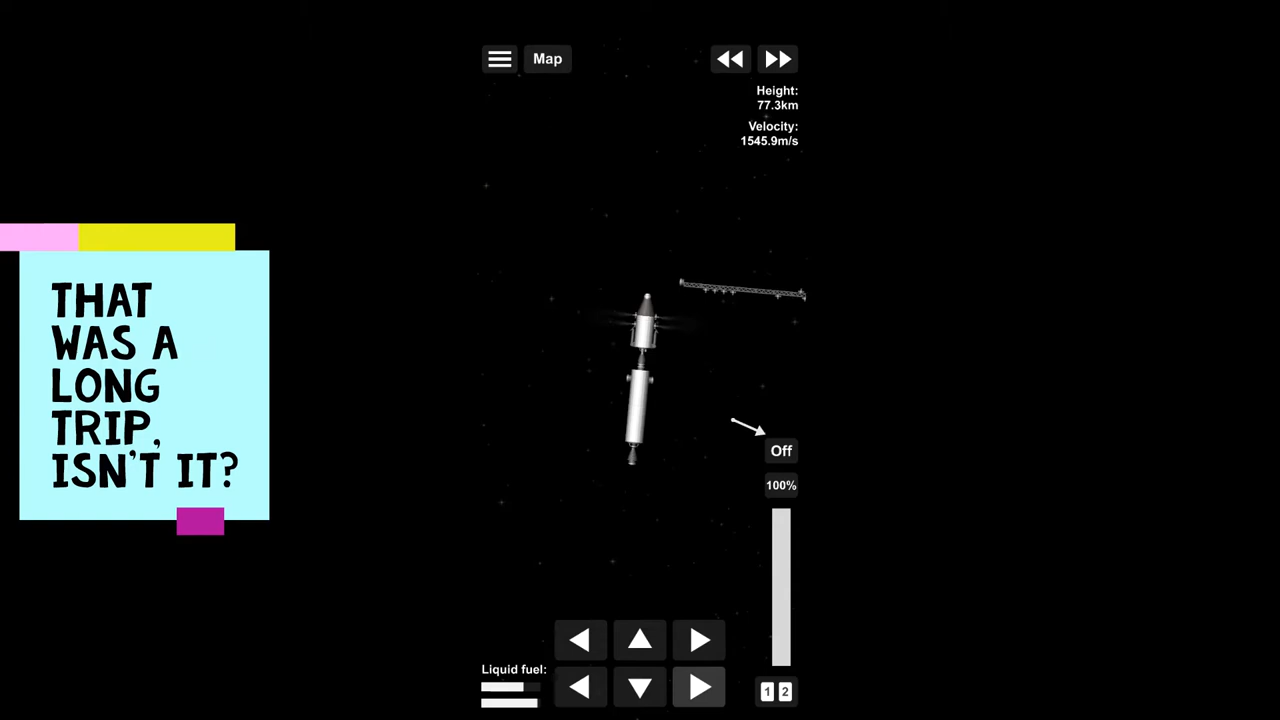 Map
Height:
77.3km
Velocity:
1545.9m/s
THAT
WAS A
LONG
TRIP,
ISN'T IT?
Off
100%
Liquid fuel:
1 2